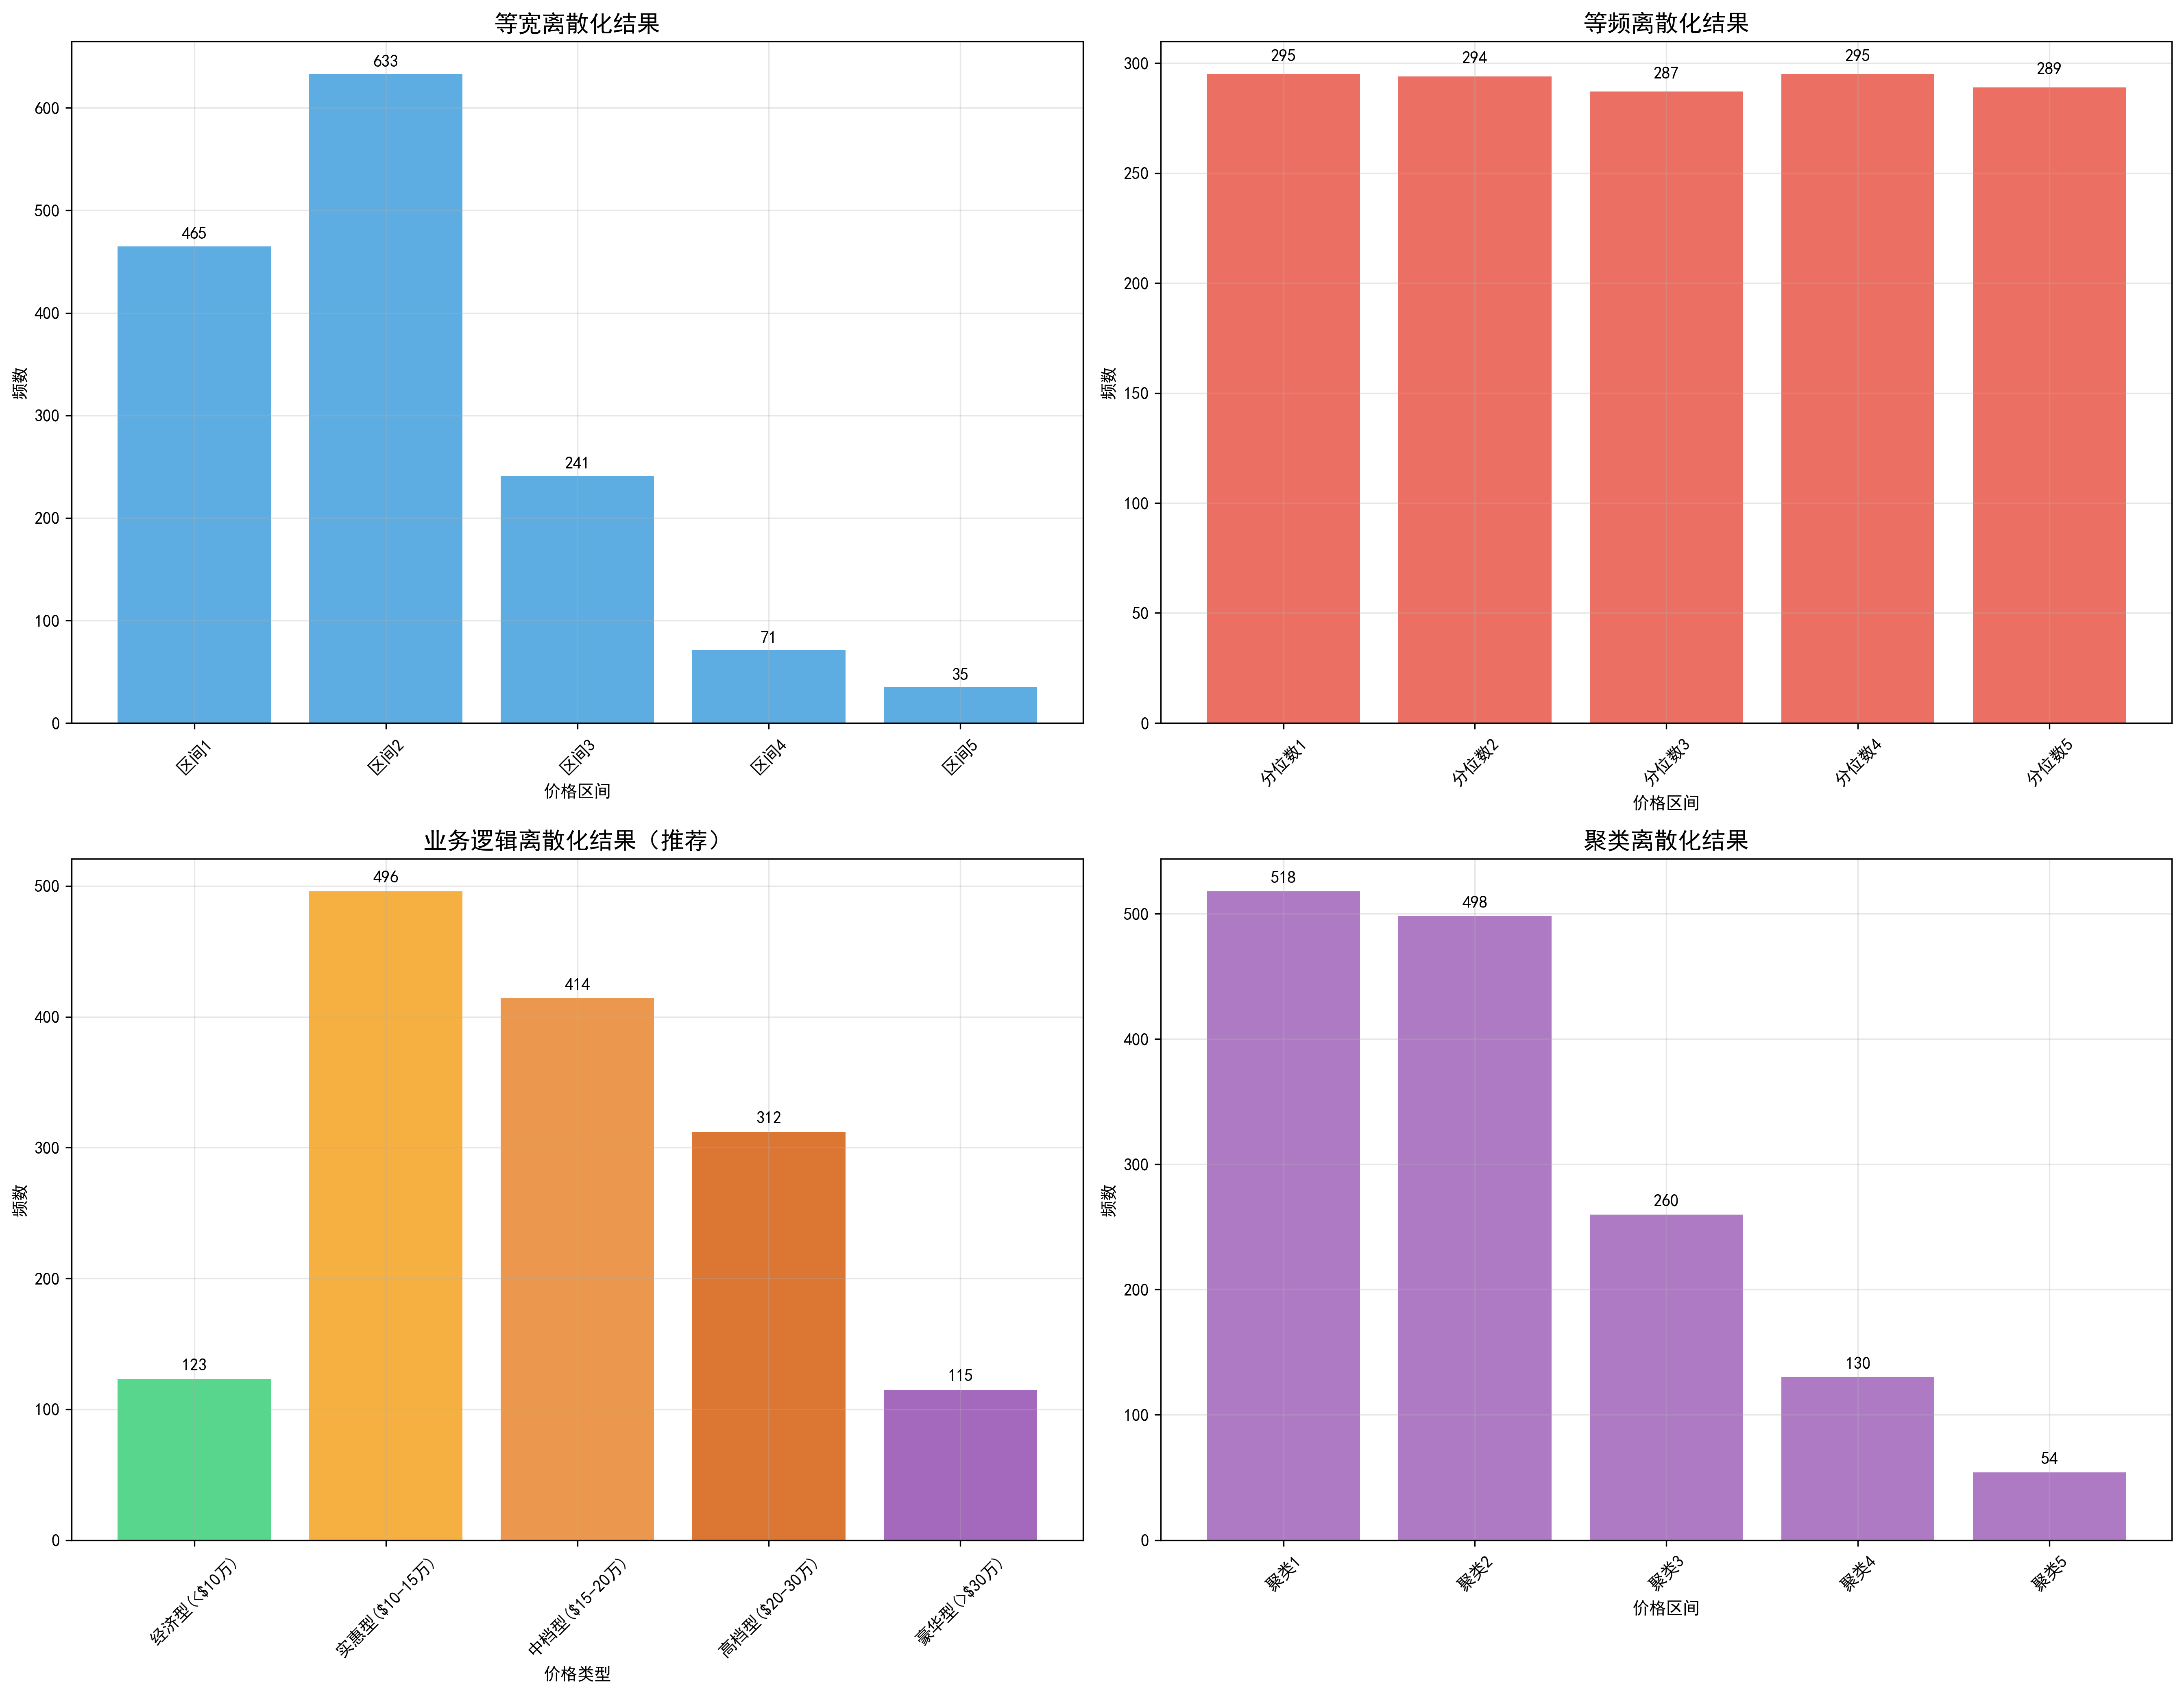 等宽离散化结果
频数
600
500
400
300
200
100
0
465
633
241
71
35
区间1
区间2
区间3
区间4
区间5
价格区间
等频离散化结果
频数
300
250
200
150
100
50
0
295
294
287
295
289
分位数1
分位数2
分位数3
分位数4
分位数5
价格区间
业务逻辑离散化结果（推荐）
频数
500
400
300
200
100
0
123
496
414
312
115
经济型(<$10万)
实惠型($10-15万)
中档型($15-20万)
高档型($20-30万)
豪华型(>$30万)
价格类型
聚类离散化结果
频数
500
400
300
200
100
0
518
498
260
130
54
聚类1
聚类2
聚类3
聚类4
聚类5
价格区间